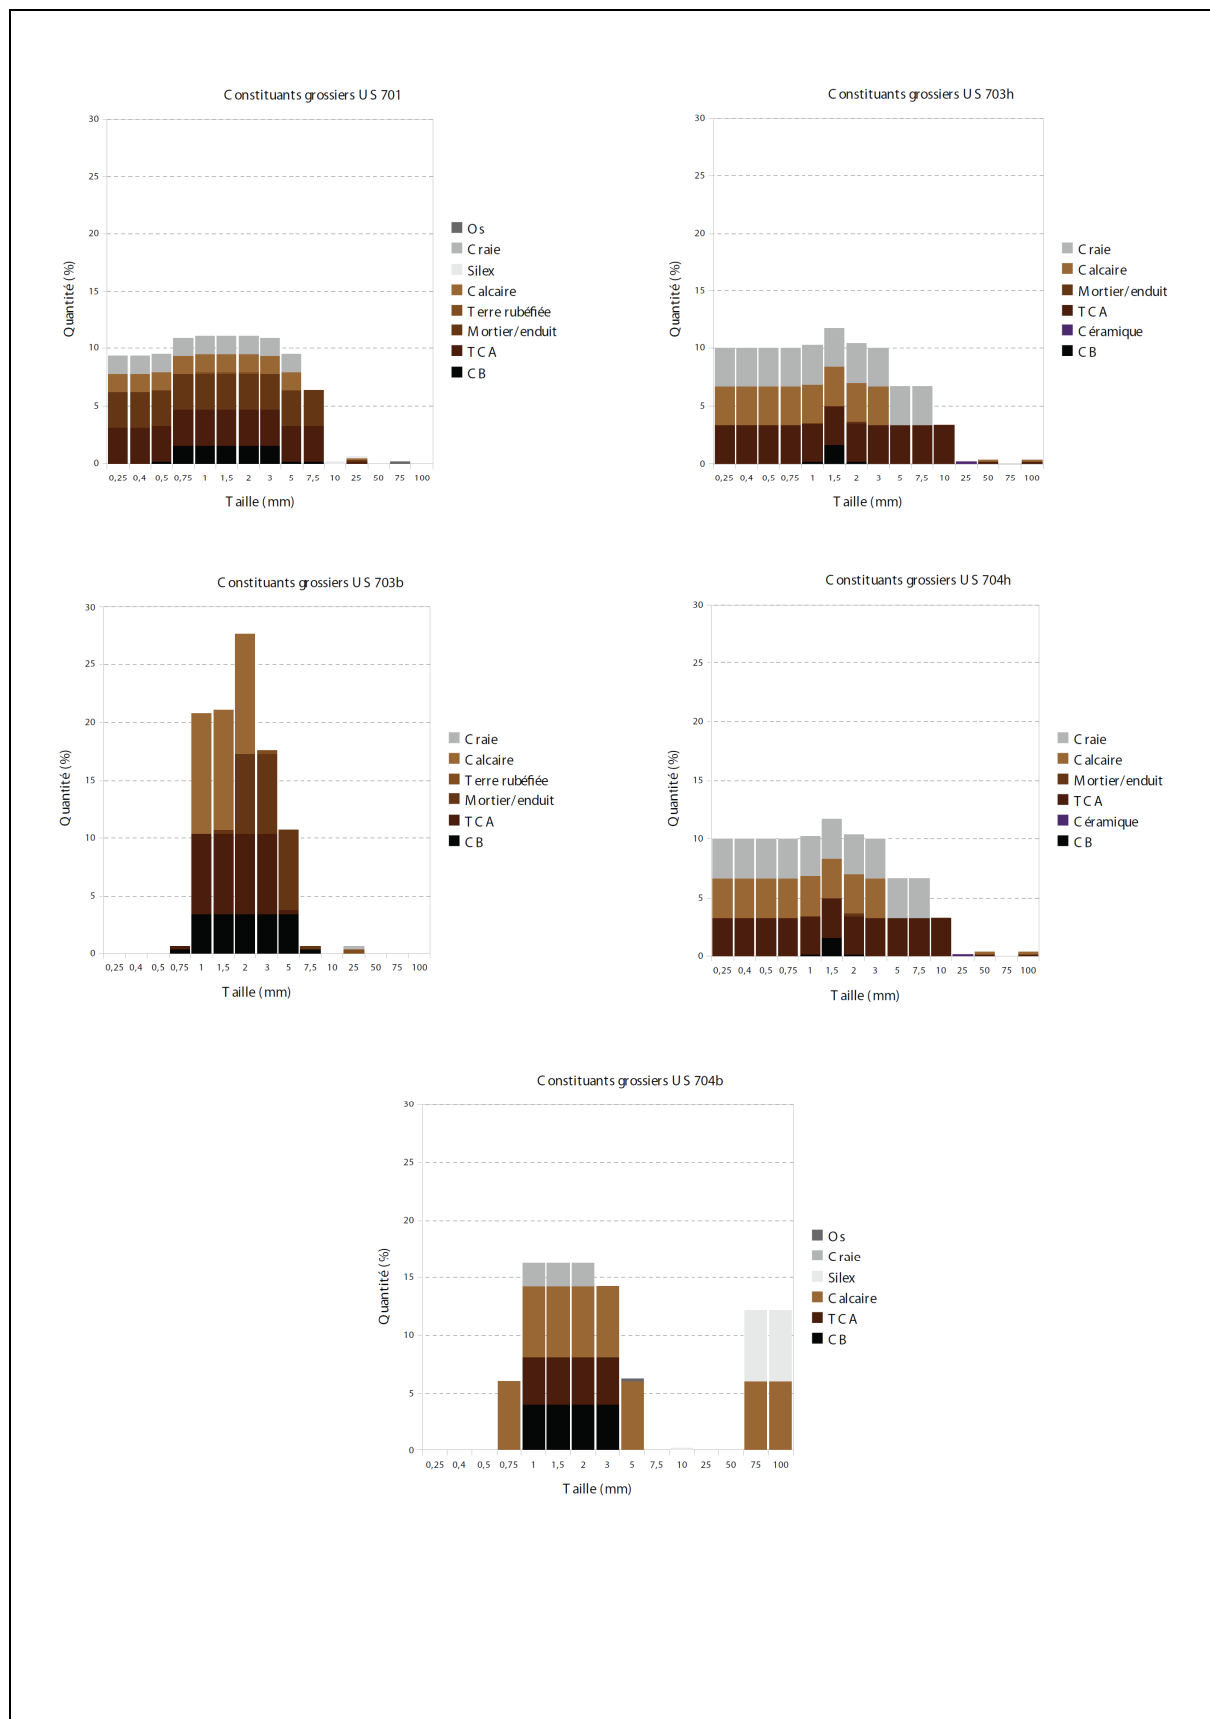 Constituants grossiers US 701
30
25
20
15
10
5
0
Quantité (%)
0,25 0,4 0,5 0,75 1 1,5 2 3 5 7,5 10 25 50 75 100
Taille (mm)
Os
Craie
Silex
Calcaire
Terre rubéfiée
Mortier/enduit
TCA
CB
Constituants grossiers US 703h
30
25
20
15
10
5
0
Quantité (%)
0,25 0,4 0,5 0,75 1 1,5 2 3 5 7,5 10 25 50 75 100
Taille (mm)
Craie
Calcaire
Mortier/enduit
TCA
Céramique
CB
Constituants grossiers US 703b
30
25
20
15
10
5
0
Quantité (%)
0,25 0,4 0,5 0,75 1 1,5 2 3 5 7,5 10 25 50 75 100
Taille (mm)
Craie
Calcaire
Terre rubéfiée
Mortier/enduit
TCA
CB
Constituants grossiers US 704h
30
25
20
15
10
5
0
Quantité (%)
0,25 0,4 0,5 0,75 1 1,5 2 3 5 7,5 10 25 50 75 100
Taille (mm)
Craie
Calcaire
Mortier/enduit
TCA
Céramique
CB
Constituants grossiers US 704b
30
25
20
15
10
5
0
Quantité (%)
0,25 0,4 0,5 0,75 1 1,5 2 3 5 7,5 10 25 50 75 100
Taille (mm)
Os
Craie
Silex
Calcaire
TCA
CB